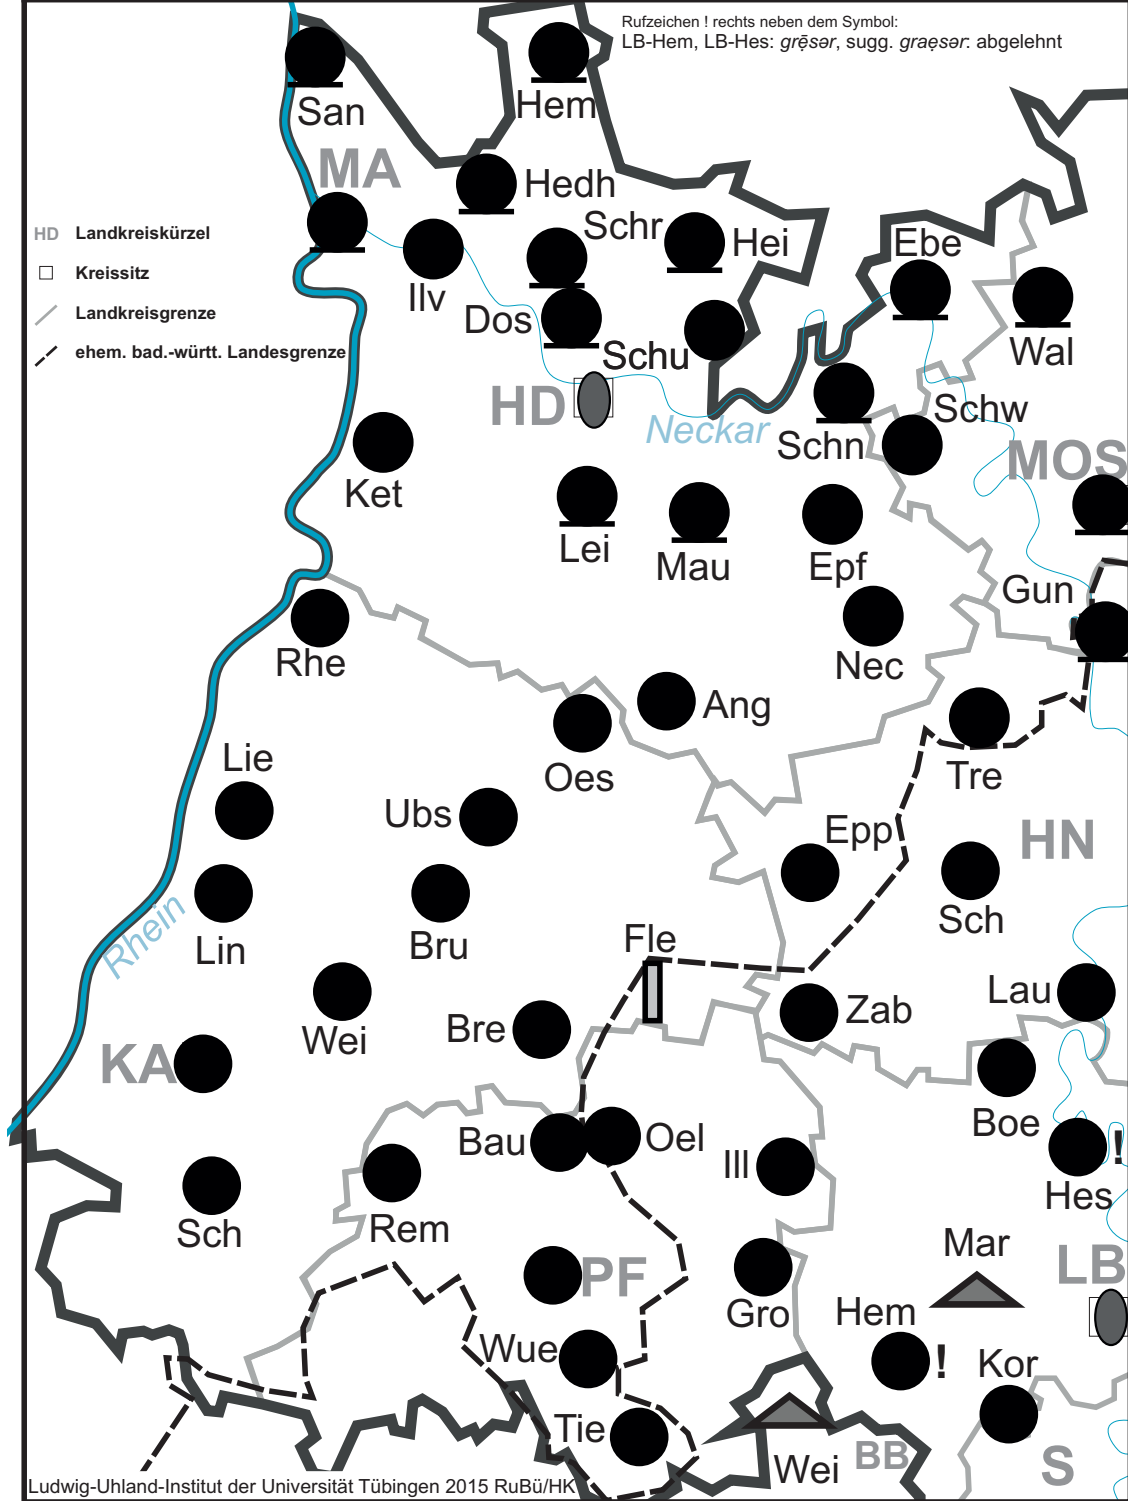 Rufzeichen ! rechts neben dem Symbol:
LB-Hem, LB-Hes: grẹ̄sər, sugg. graẹsər: abgelehnt
San
Hem
MA
Hedh
Schr
Hei
Ebe
HD Landkreiskürzel
Kreissitz
Landkreisgrenze
ehem. bad.-württ. Landesgrenze
Ilv
Dos
Schu
Wal
HD
Neckar
Schn
Schw
MOS
Ket
Lei
Mau
Epf
Gun
Rhe
Nec
Ang
Oes
Tre
Lie
Ubs
Epp
HN
Rhein
Lin
Bru
Sch
Fle
Wei
Bre
Zab
Lau
KA
Bau
Oel
Boe
Ill
!
Hes
Sch
Rem
Mar
PF
LB
Gro
Hem
Wue
!
Kor
Tie
Wei
BB
S
Ludwig-Uhland-Institut der Universität Tübingen 2015 RuBü/HK